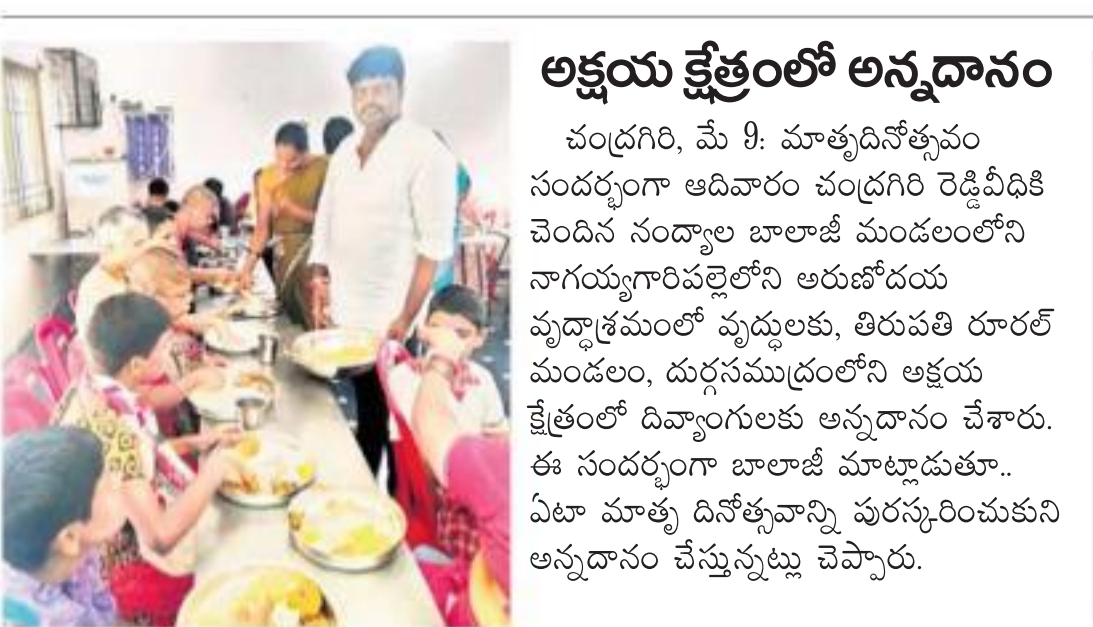 అక్షయ క్షేత్రంలో అన్నదానం
చంద్రగిరి, మే 9: మాతృదినోత్సవం
సందర్భంగా ఆదివారం చంద్రగిరి రెడ్డివీధికి
చెందిన నంద్యాల బాలాజీ మండలంలోని
నాగయ్యగారిపల్లెలోని అరుణోదయ
వృద్ధాశ్రమంలో వృద్ధులకు, తిరుపతి రూరల్
మండలం, దుర్గసముద్రంలోని అక్షయ
క్షేత్రంలో దివ్యాంగులకు అన్నదానం చేశారు.
ఈ సందర్భంగా బాలాజీ మాట్లాడుతూ..
ఏటా మాతృ దినోత్సవాన్ని పురస్కరించుకుని
అన్నదానం చేస్తున్నట్లు చెప్పారు.